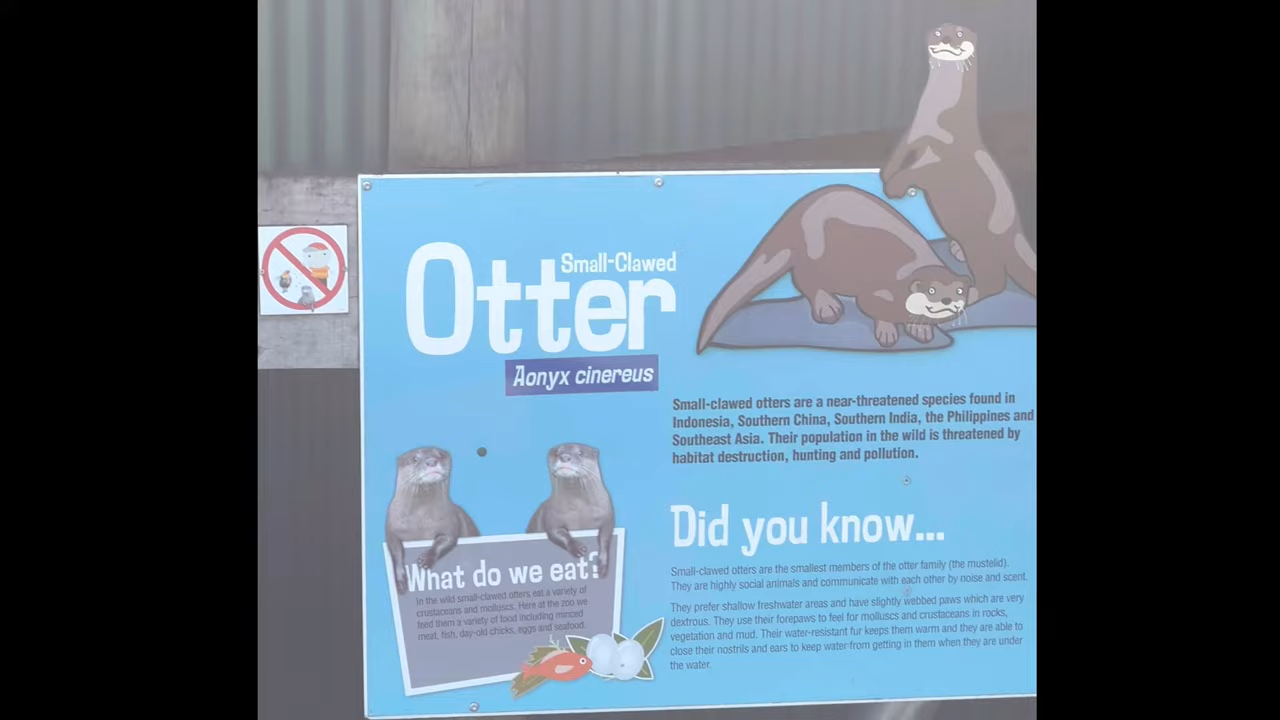 Small-Clawed
Otter
Aonyx cinereus
Small-clawed otters are a near-threatened species found in
Indonesia, Southern China, Southern India, the Philippines and
Southeast Asia. Their population in the wild is threatened by
habitat destruction, hunting and pollution.
What do we eat?
In the wild small-clawed otters eat a variety of
crustaceans and molluscs. Here at the zoo we
feed them a variety of food including minced
meat, fish, day-old chicks, eggs and seafood.
Did you know...
Small-clawed otters are the smallest members of the otter family (the mustelid).
They are highly social animals and communicate with each other by noise and scent.
They prefer shallow freshwater areas and have slightly webbed paws which are very
dextrous. They use their forepaws to feel for molluscs and crustaceans in rocks,
vegetation and mud. Their water-resistant fur keeps them warm and they are able to
close their nostrils and ears to keep water from getting in them when they are under
the water.